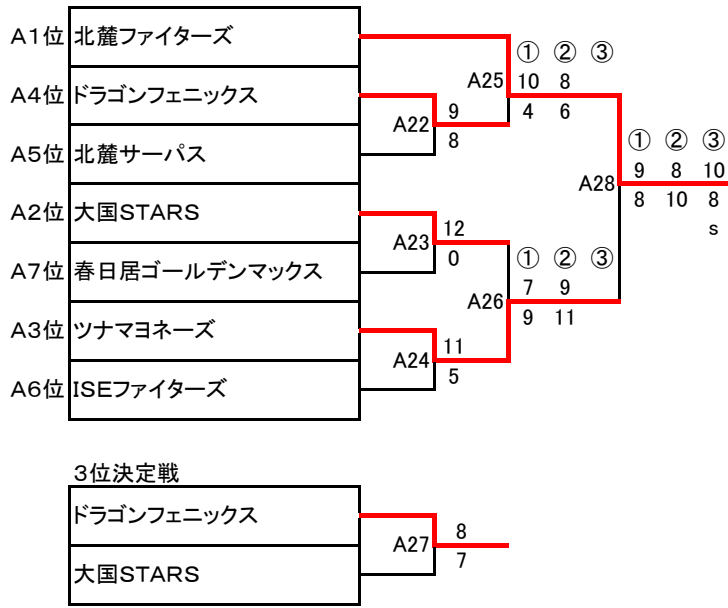 A1位 北麓ファイターズ
① ② ③
A25 10 8
4 6
A4位 ドラゴンフェニックス
A22 9
8
A5位 北麓サーパス
① ② ③
A28 9 8 10
8 10 8
s
A2位 大国STARS
A23 12
0
A7位 春日居ゴールデンマックス
① ② ③
A26 7 9
9 11
A3位 ツナマヨネーズ
A24 11
5
A6位 ISEファイターズ
3位決定戦
ドラゴンフェニックス
A27 8
7
大国STARS